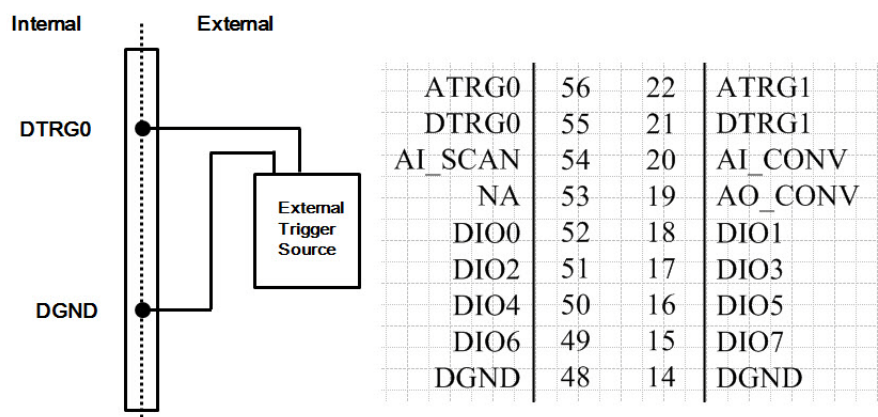 Internal External
DTRG0
External
Trigger
Source
DGND
ATRG0 56 22 ATRG1
DTRG0 55 21 DTRG1
AI_SCAN 54 20 AI_CONV
NA 53 19 AO_CONV
DIO0 52 18 DIO1
DIO2 51 17 DIO3
DIO4 50 16 DIO5
DIO6 49 15 DIO7
DGND 48 14 DGND